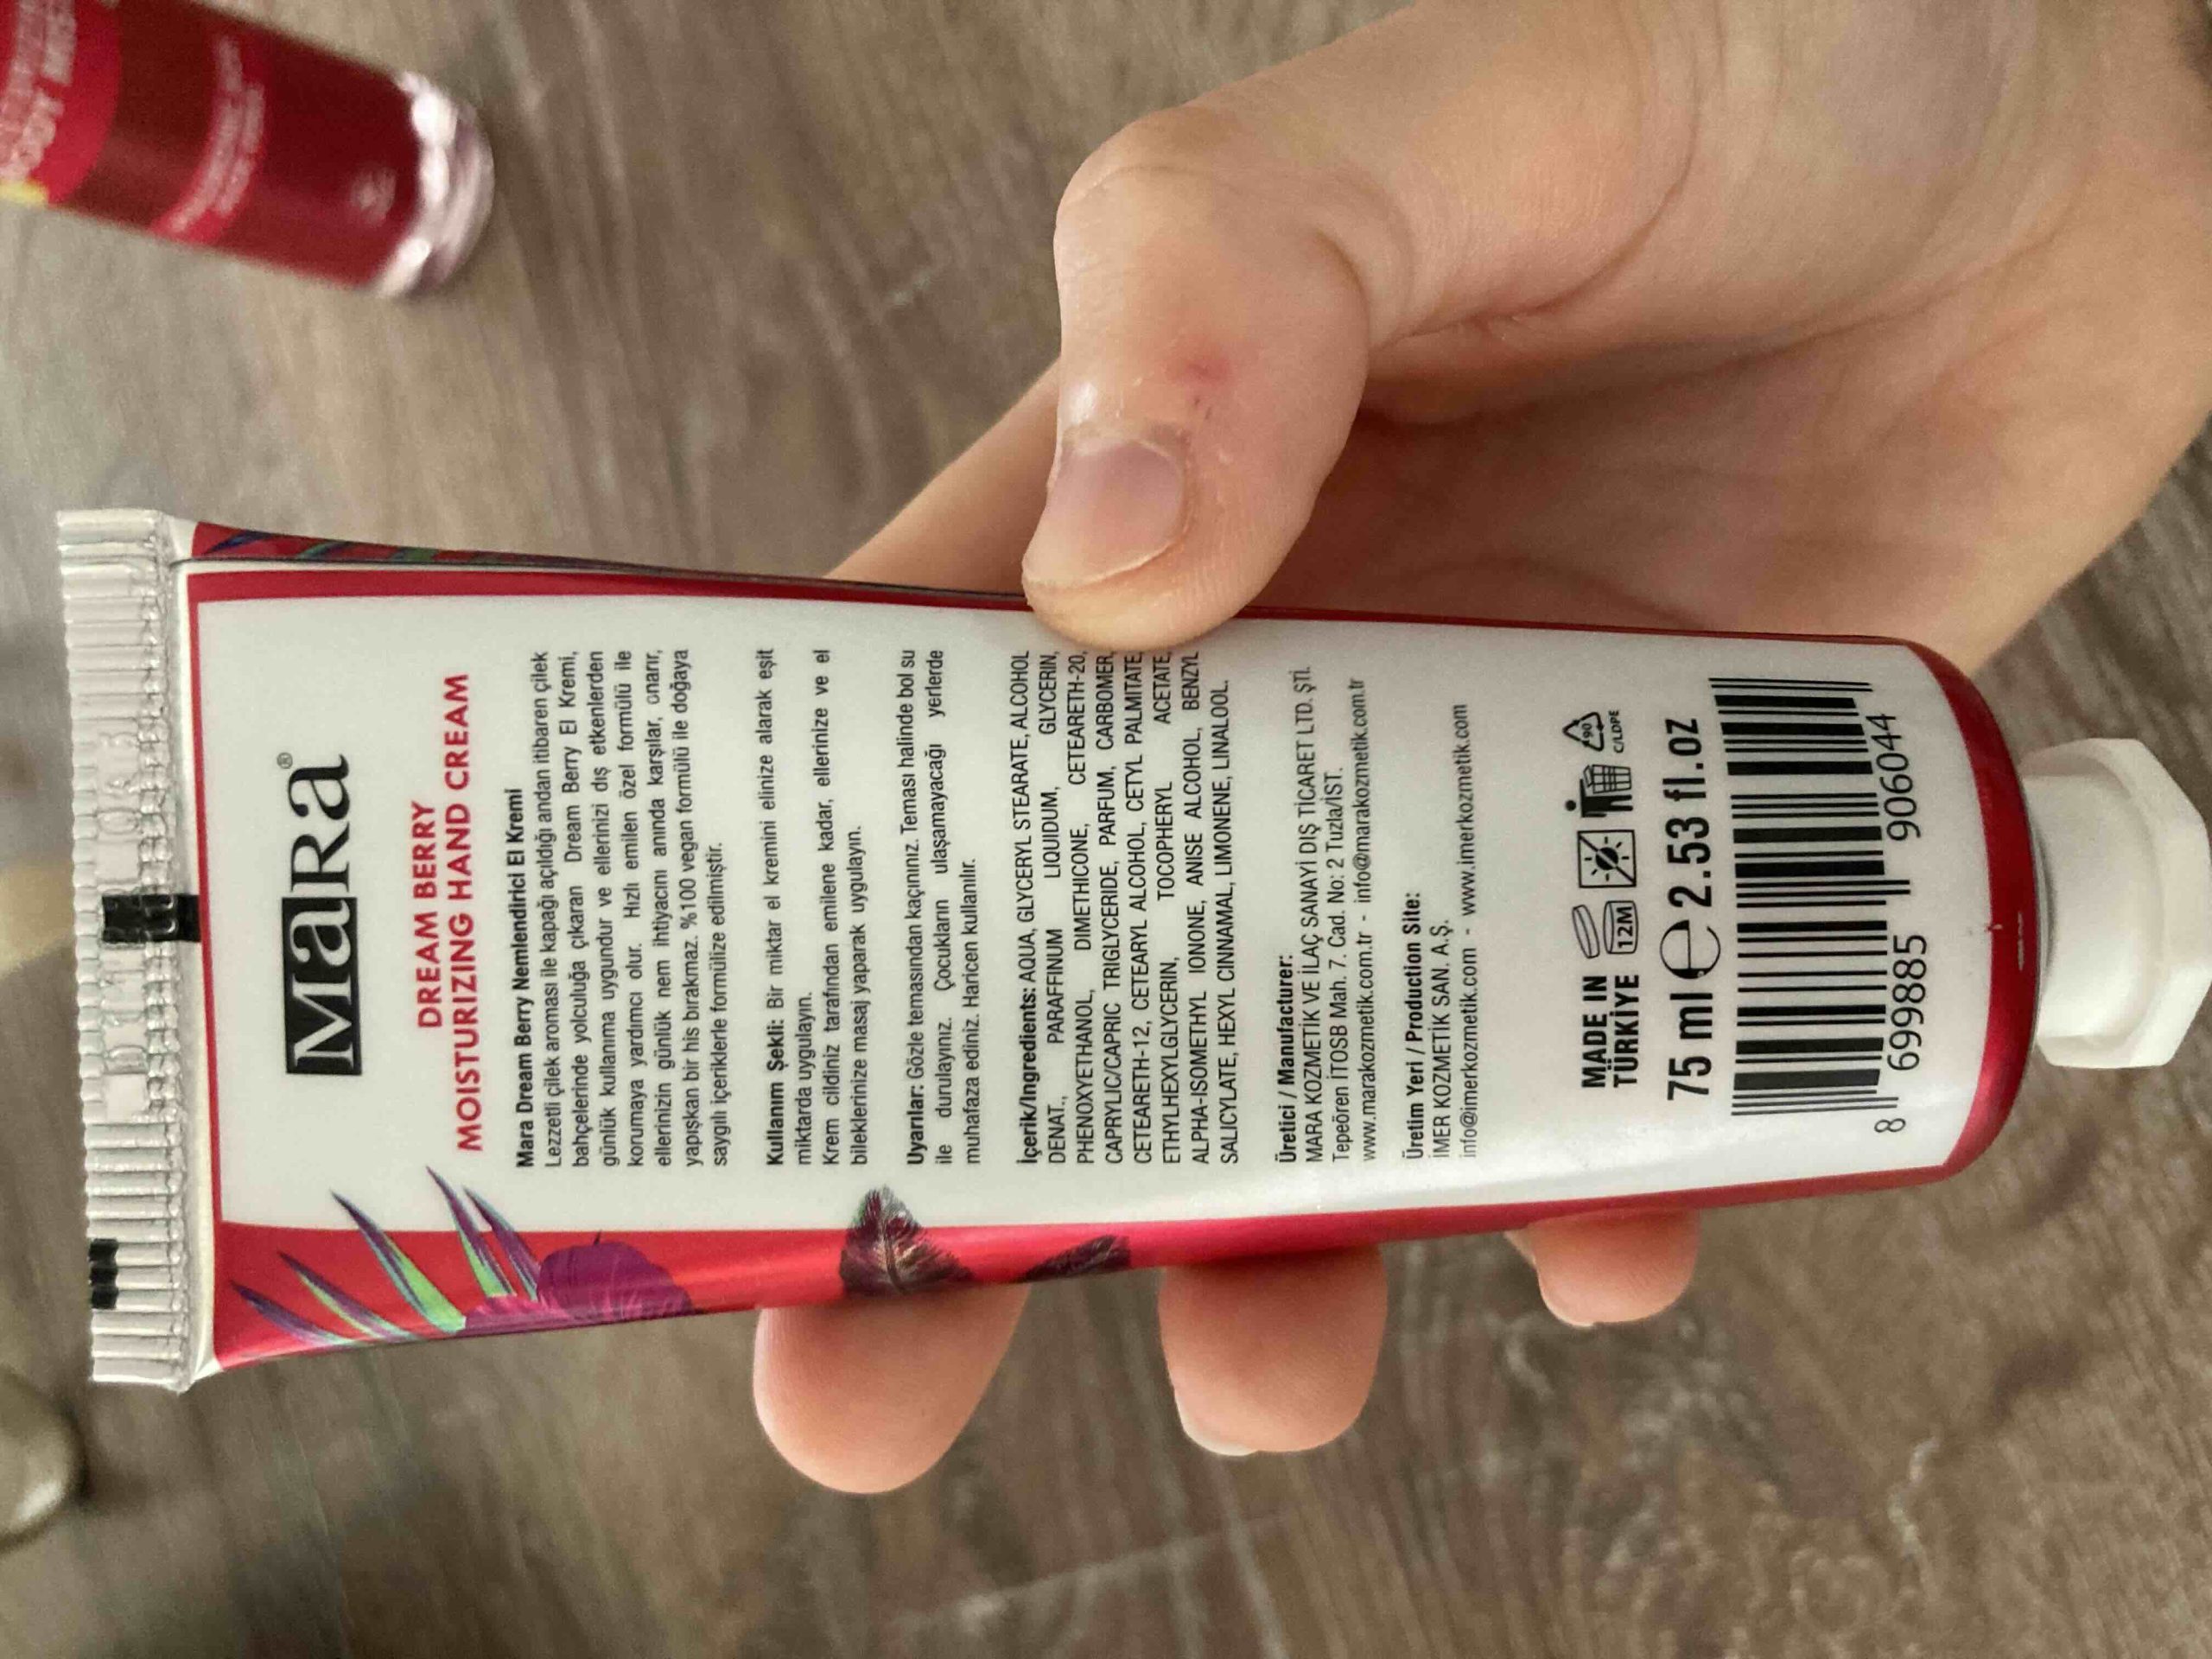 MaRa®
DREAM BERRY
MOISTURIZING HAND CREAM
Mara Dream Berry Nemlendirici El Kremi
Lezzetli çilek aroması ile kapağı açıldığı andan itibaren çilek
bahçelerinde yolculuğa çıkaran Dream Berry El Kremi,
günlük kullanıma uygundur ve ellerinizi dış etkenlerden
korumaya yardımcı olur. Hızlı emilen özel formülü ile
ellerinizin günlük nem ihtiyacını anında karşılar, onarır,
yapışkan bir his bırakmaz. %100 vegan formülü ile doğaya
saygılı içeriklerle formülize edilmiştir.
Kullanım Şekli: Bir miktar el kremini elinize alarak eşit
miktarda uygulayın.
Krem cildiniz tarafından emilene kadar, ellerinize ve el
bileklerinize masaj yaparak uygulayın.
Uyarılar: Gözle temasından kaçınınız. Teması halinde bol su
ile durulayınız. Çocukların ulaşamayacağı yerlerde
muhafaza ediniz. Haricen kullanılır.
İçerik/Ingredients: AQUA, GLYCERYL STEARATE, ALCOHOL
DENAT., PARAFFINUM LIQUIDUM, GLYCERIN,
PHENOXYETHANOL, DIMETHICONE, CETEARETH-20,
CAPRYLIC/CAPRIC TRIGLYCERIDE, PARFUM, CARBOMER,
CETEARETH-12, CETEARYL ALCOHOL, CETYL PALMITATE,
ETHYLHEXYLGLYCERIN, TOCOPHERYL ACETATE,
ALPHA-ISOMETHYL IONONE, ANISE ALCOHOL, BENZYL
SALICYLATE, HEXYL CINNAMAL, LIMONENE, LINALOOL.
Üretici / Manufacturer:
MARA KOZMETİK VE İLAÇ SANAYİ DIŞ TİCARET LTD. ŞTİ.
Tepeören İTOSB Mah. 7. Cad. No: 2 Tuzla/İST.
www.marakozmetik.com.tr - info@marakozmetik.com.tr
Üretim Yeri / Production Site:
İMER KOZMETİK SAN. A.Ş.
info@imerkozmetik.com - www.imerkozmetik.com
MADE IN
TÜRKİYE
12M
90
C/LDPE
75 ml e 2.53 fl.oz
8 699885 906044